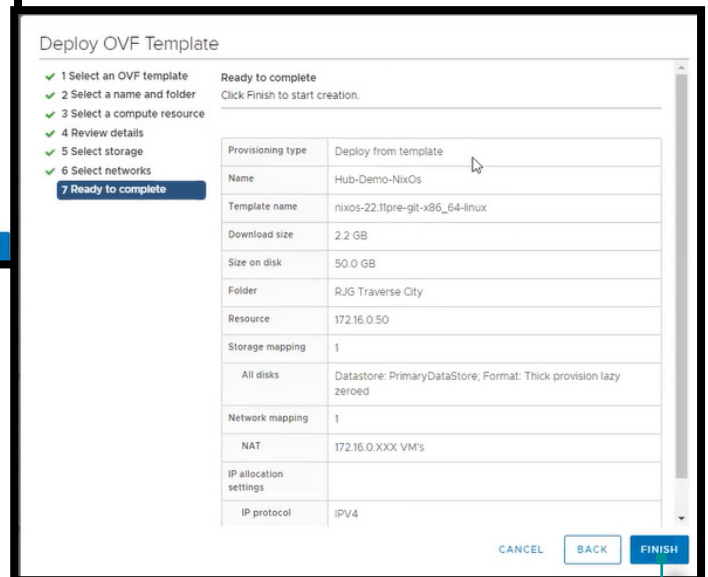 Deploy OVF Template
1 Select an OVF template
2 Select a name and folder
3 Select a compute resource
4 Review details
5 Select storage
6 Select networks
7 Ready to complete
Ready to complete
Click Finish to start creation.
Provisioning type Deploy from template
Name Hub-Demo-NixOs
Template name nixos-22.11pre-git-x86_64-linux
Download size 2.2 GB
Size on disk 50.0 GB
Folder RJG Traverse City
Resource 172.16.0.50
Storage mapping 1
All disks Datastore: PrimaryDataStore; Format: Thick provision lazy
zeroed
Network mapping 1
NAT 172.16.0.XXX VM's
IP allocation
settings
IP protocol IPV4
CANCEL BACK FINISH